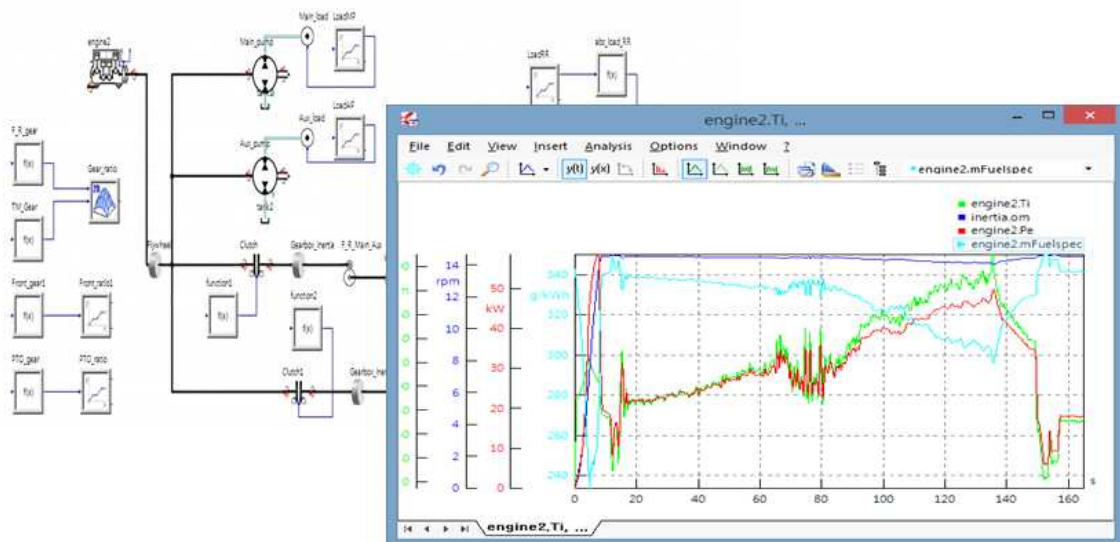 Main_load LoadMP
engine2
Main_pump
LoadRR
abs_load_RR
f(x)
Aux_load LoadAP
F_R_gear
f(x)
Gear_ratio
Aux_pump
TM_Gear
f(x)
tank2
Flywheel
Clutch
Gearbox_inertia
F_R_Main_Aux
Front_gear1
f(x)
Front_ratio1
function1
f(x)
function2
f(x)
PTO_gear
f(x)
PTO_ratio
Clutch1
engine2.Ti, ...
File Edit View Insert Analysis Options Window ?
y(t) y(x)
engine2.mFuelspec
engine2.Ti
inertia.om
engine2.Pe
engine2.mFuelspec
14
rpm
12
10
8
6
4
2
0
50
kW
40
30
20
10
0
340
g/kWh
320
300
280
260
240
0 20 40 60 80 100 120 140 160
s
engine2.Ti, ...